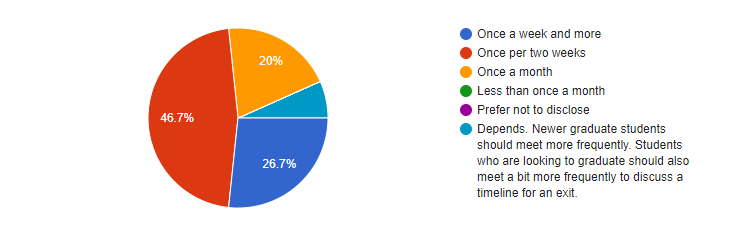 20%
46.7%
26.7%
Once a week and more
Once per two weeks
Once a month
Less than once a month
Prefer not to disclose
Depends. Newer graduate students
should meet more frequently. Students
who are looking to graduate should also
meet a bit more frequently to discuss a
timeline for an exit.